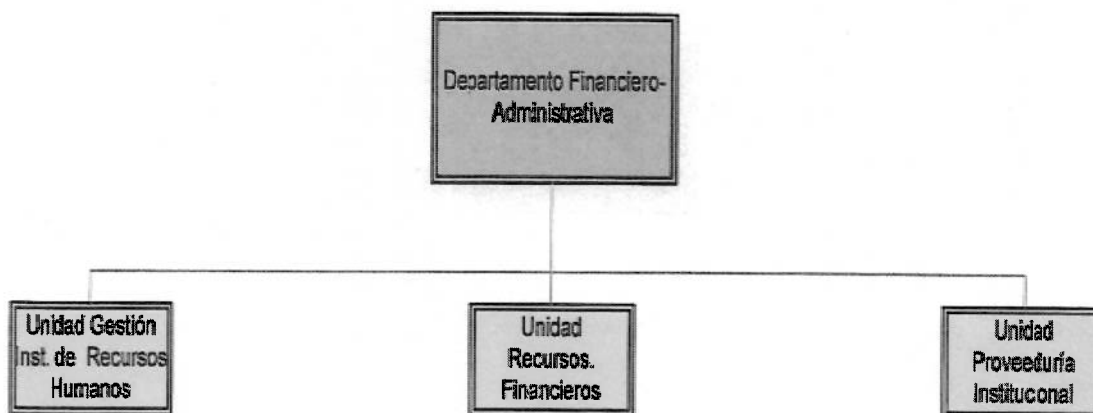 Departamento Financiero-
Administrativa
Unidad Gestión
Inst. de Recursos
Humanos
Unidad
Recursos.
Financieros
Unidad
Proveeduría
Instituconal